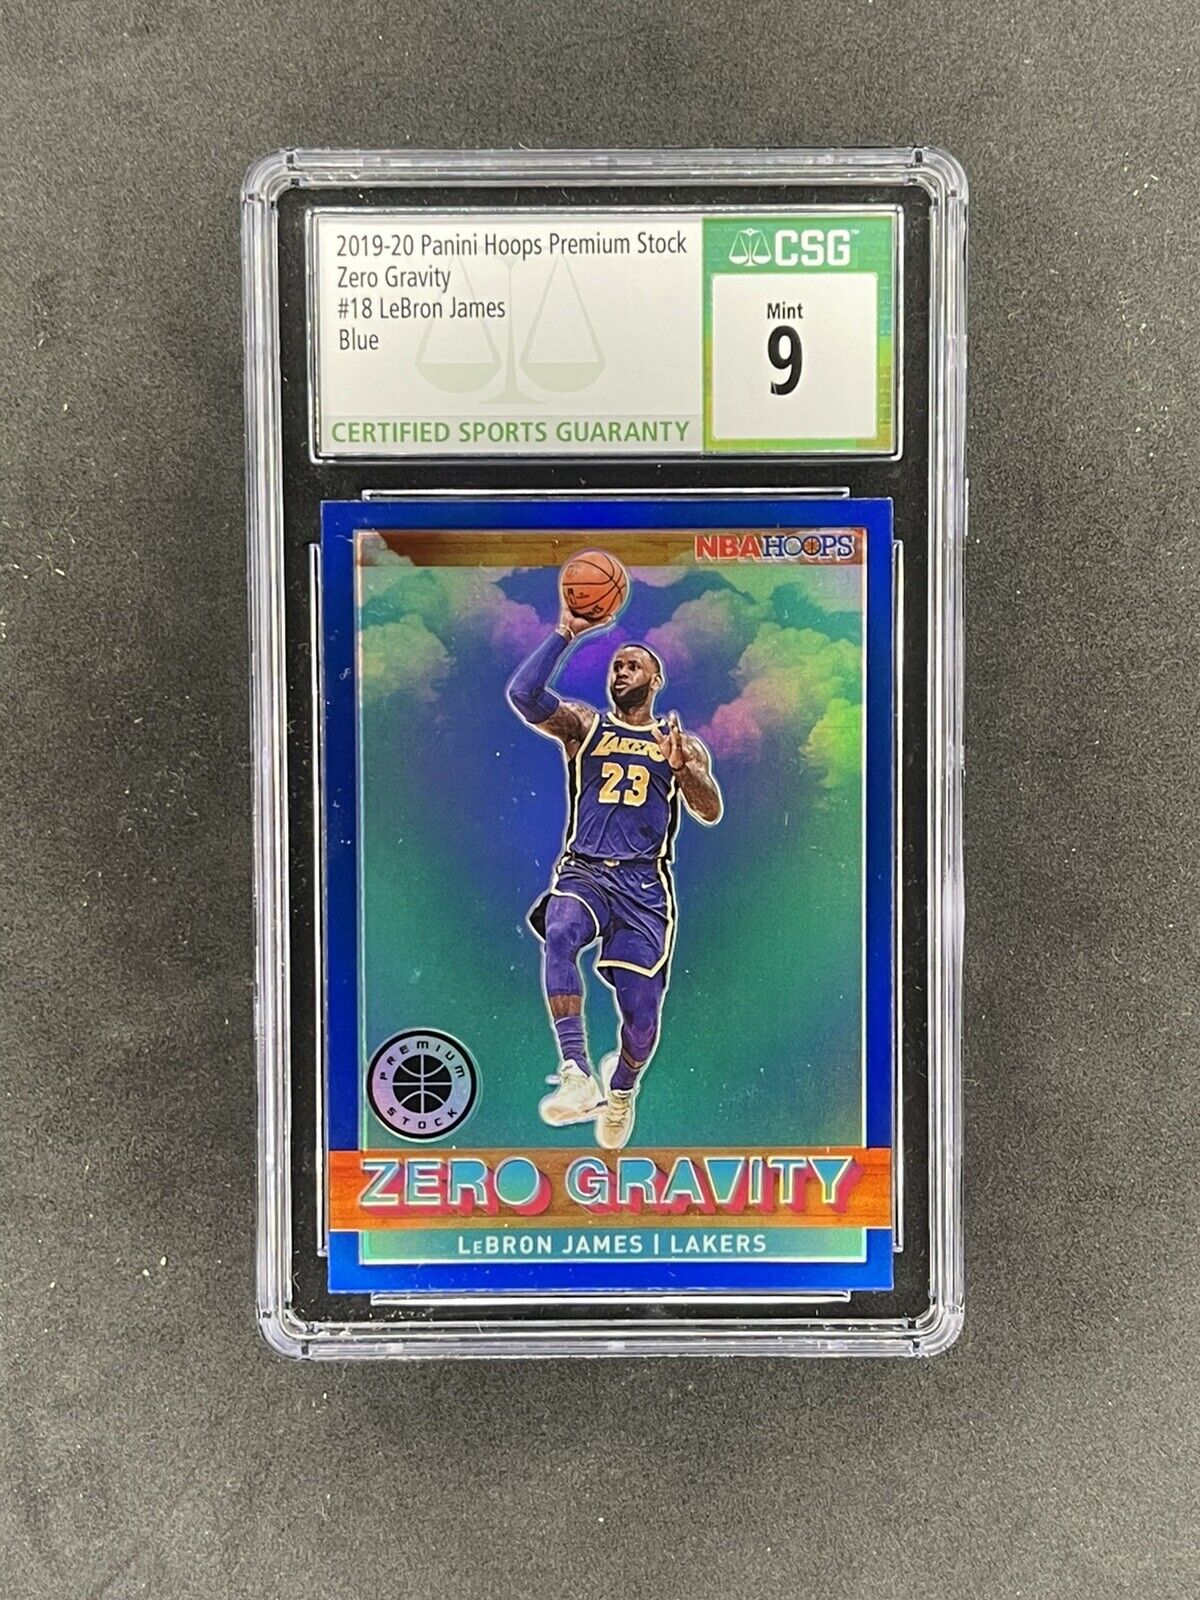 2019-20 Panini Hoops Premium Stock
Zero Gravity
#18 LeBron James
Blue
CERTIFIED SPORTS GUARANTY
CSG™
Mint
9
NBA HOOPS
LAKERS
23
PREMIUM
STOCK
ZERO GRAVITY
LEBRON JAMES | LAKERS